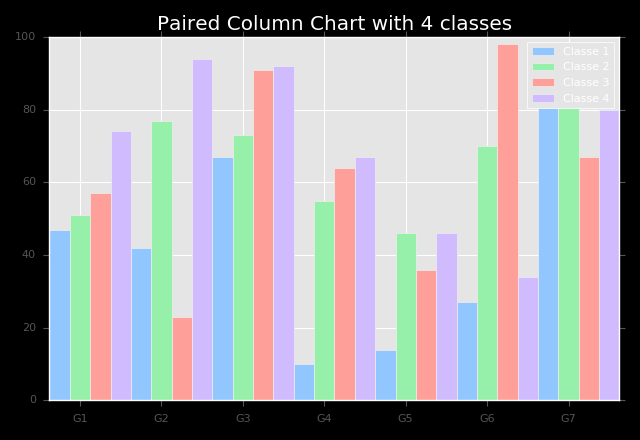 Paired Column Chart with 4 classes
100
80
60
40
20
0
Classe 1
Classe 2
Classe 3
Classe 4
G1 G2 G3 G4 G5 G6 G7